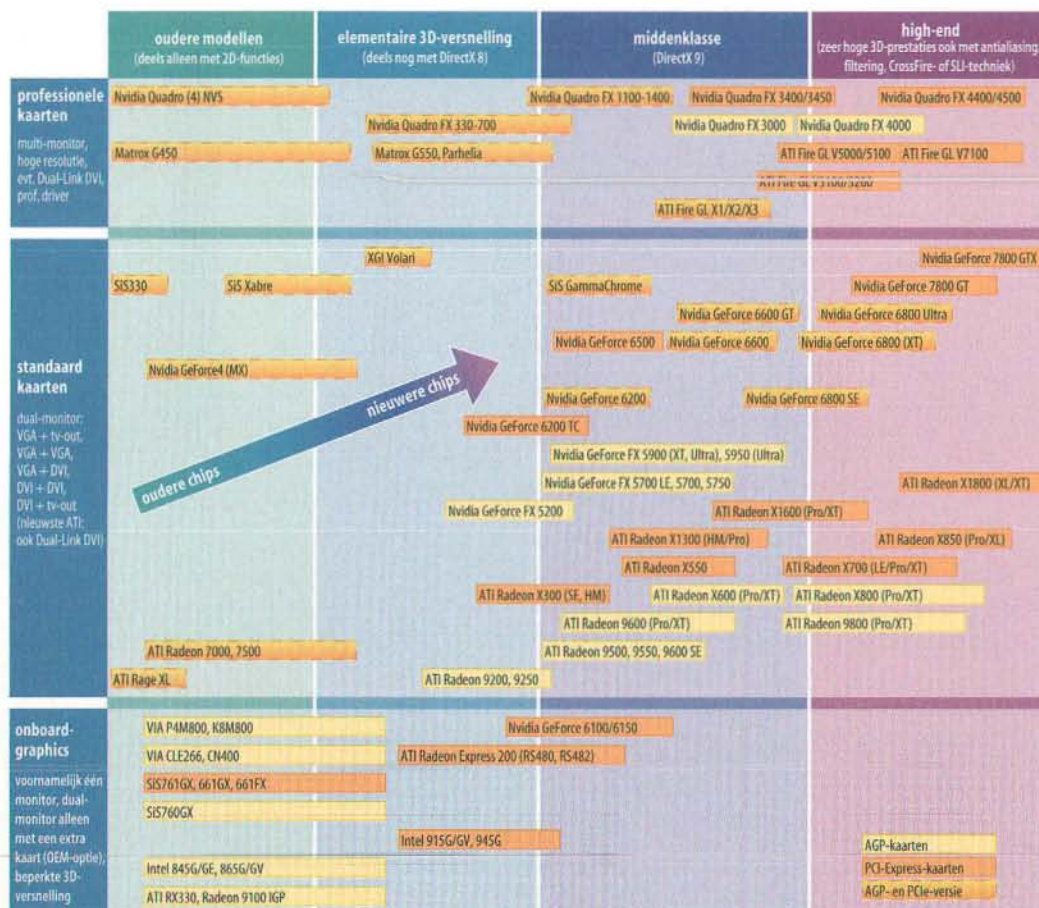 oudere modellen
(deels alleen met 2D-functies)
elementaire 3D-versnelling
(deels nog met DirectX 8)
middenklasse
(DirectX 9)
high-end
(zeer hoge 3D-prestaties ook met antialiasing,
filtering, CrossFire- of SLI-techniek)
professionele
kaarten
multi-monitor,
hoge resolutie,
evt. Dual-Link DVI,
prof. driver
Nvidia Quadro (4) NVS
Nvidia Quadro FX 1100-1400
Nvidia Quadro FX 3400/3450
Nvidia Quadro FX 4400/4500
Nvidia Quadro FX 330-700
Nvidia Quadro FX 3000
Nvidia Quadro FX 4000
Matrox G450
Matrox G550, Parhelia
ATI Fire GL V5000/5100
ATI Fire GL V7100
ATI Fire GL
ATI Fire GL X1/X2/X3
standaard
kaarten
dual-monitor:
VGA + tv-out,
VGA + VGA,
VGA + DVI,
DVI + DVI,
DVI + tv-out
(nieuwste ATI:
ook Dual-Link DVI)
XGI Volari
Nvidia GeForce 7800 GTX
SiS330
SiS Xabre
SiS GammaChrome
Nvidia GeForce 7800 GT
Nvidia GeForce 6600 GT
Nvidia GeForce 6800 Ultra
Nvidia GeForce 6500
Nvidia GeForce 6600
Nvidia GeForce 6800 (XT)
Nvidia GeForce4 (MX)
nieuwere chips
oudere chips
Nvidia GeForce 6200
Nvidia GeForce 6800 SE
Nvidia GeForce 6200 TC
Nvidia GeForce FX 5900 (XT, Ultra), 5950 (Ultra)
Nvidia GeForce FX 5700 LE, 5700, 5750
ATI Radeon X1800 (XL/XT)
Nvidia GeForce FX 5200
ATI Radeon X1600 (Pro/XT)
ATI Radeon X1300 (HM/Pro)
ATI Radeon X850 (Pro/XL)
ATI Radeon X550
ATI Radeon X700 (LE/Pro/XT)
ATI Radeon X300 (SE, HM)
ATI Radeon X600 (Pro/XT)
ATI Radeon X800 (Pro/XT)
ATI Radeon 9600 (Pro/XT)
ATI Radeon 9800 (Pro/XT)
ATI Radeon 7000, 7500
ATI Radeon 9500, 9550, 9600 SE
ATI Rage XL
ATI Radeon 9200, 9250
onboard-
graphics
voornamelijk één
monitor, dual-
monitor alleen
met een extra
kaart (OEM-optie),
beperkte 3D-
versnelling
VIA P4M800, K8M800
Nvidia GeForce 6100/6150
VIA CLE266, CN400
ATI Radeon Express 200 (RS480, RS482)
SiS761GX, 661GX, 661FX
SiS760GX
Intel 915G/GV, 945G
Intel 845G/GE, 865G/GV
ATI RX330, Radeon 9100 IGP
AGP-kaarten
PCI-Express-kaarten
AGP- en PCIe-versie